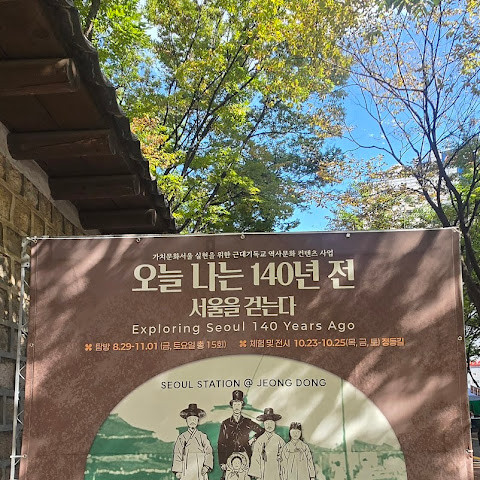 가치문화서울 실현을 위한 근대기독교 역사문화 컨텐츠 사업
오늘 나는 140년 전
서울을 걷는다
Exploring Seoul 140 Years Ago
탐방 8.29-11.01 (금, 토요일 총 15회) 체험 및 전시 10.23-10.25(목, 금, 토) 정동길
SEOUL STATION @ JEONG DONG